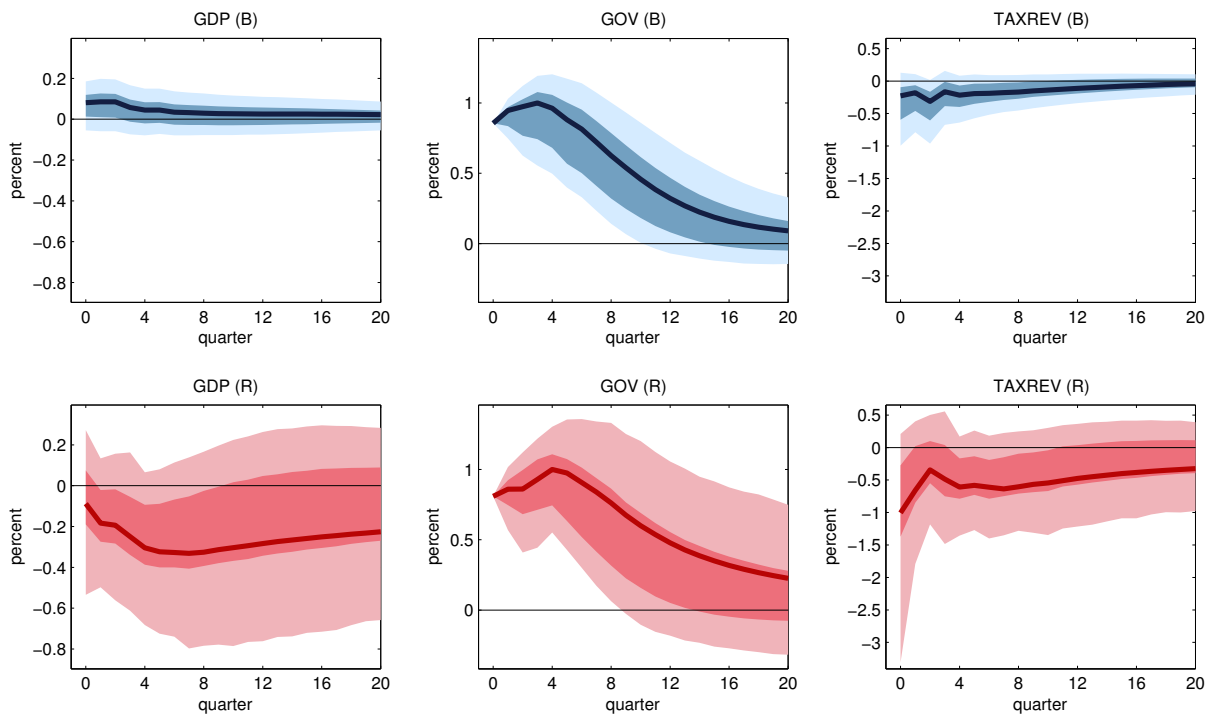 GDP (B)
GOV (B)
TAXREV (B)
percent
0.2
0
−0.2
−0.4
−0.6
−0.8
0 4 8 12 16 20
quarter
percent
1
0.5
0
0 4 8 12 16 20
quarter
percent
0.5
0
−0.5
−1
−1.5
−2
−2.5
−3
0 4 8 12 16 20
quarter
GDP (R)
GOV (R)
TAXREV (R)
percent
0.2
0
−0.2
−0.4
−0.6
−0.8
0 4 8 12 16 20
quarter
percent
1
0.5
0
0 4 8 12 16 20
quarter
percent
0.5
0
−0.5
−1
−1.5
−2
−2.5
−3
0 4 8 12 16 20
quarter